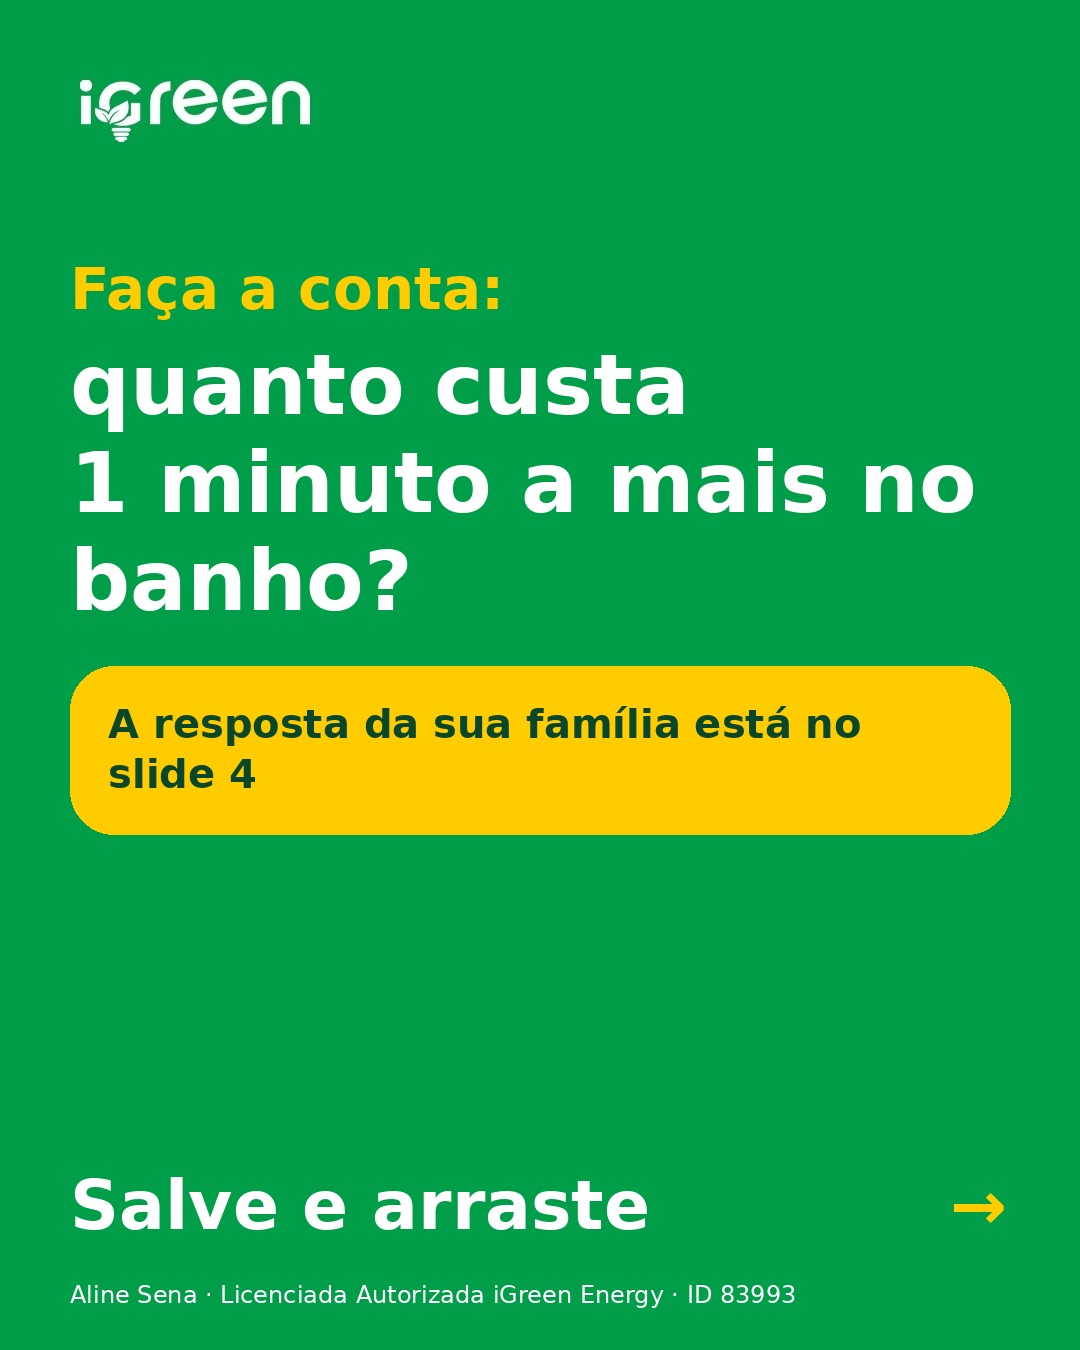 iGreen
Faça a conta:
quanto custa
1 minuto a mais no
banho?
A resposta da sua família está no
slide 4
Salve e arraste →
Aline Sena · Licenciada Autorizada iGreen Energy · ID 83993